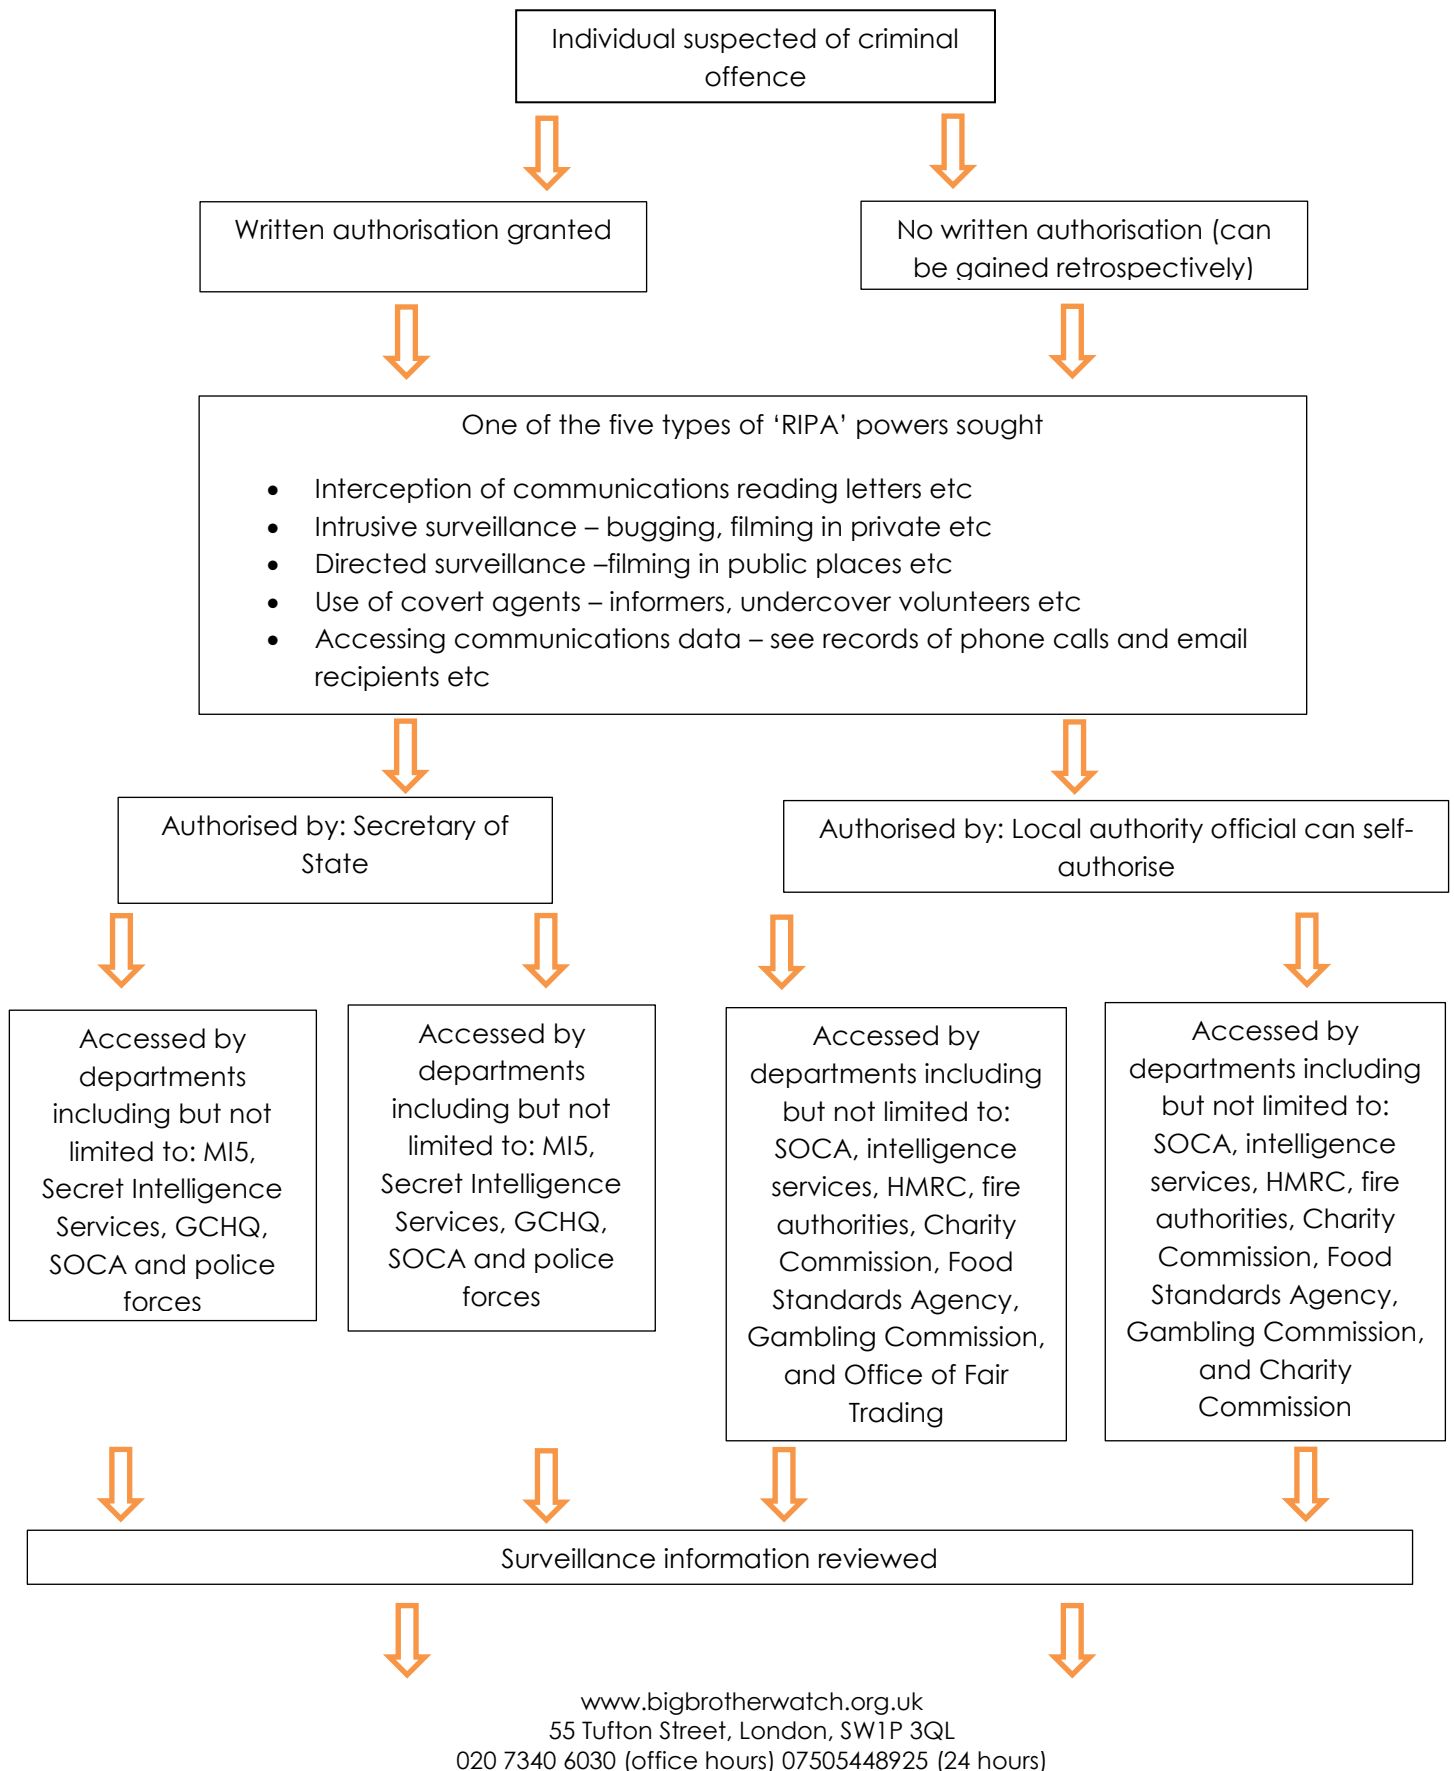 Individual suspected of criminal
offence
Written authorisation granted
No written authorisation (can
be gained retrospectively)
One of the five types of ‘RIPA’ powers sought
• Interception of communications reading letters etc
• Intrusive surveillance – bugging, filming in private etc
• Directed surveillance –filming in public places etc
• Use of covert agents – informers, undercover volunteers etc
• Accessing communications data – see records of phone calls and email
recipients etc
Authorised by: Secretary of
State
Authorised by: Local authority official can self-
authorise
Accessed by
departments
including but not
limited to: MI5,
Secret Intelligence
Services, GCHQ,
SOCA and police
forces
Accessed by
departments
including but not
limited to: MI5,
Secret Intelligence
Services, GCHQ,
SOCA and police
forces
Accessed by
departments including
but not limited to:
SOCA, intelligence
services, HMRC, fire
authorities, Charity
Commission, Food
Standards Agency,
Gambling Commission,
and Office of Fair
Trading
Accessed by
departments including
but not limited to:
SOCA, intelligence
services, HMRC, fire
authorities, Charity
Commission, Food
Standards Agency,
Gambling Commission,
and Charity
Commission
Surveillance information reviewed
www.bigbrotherwatch.org.uk
55 Tufton Street, London, SW1P 3QL
020 7340 6030 (office hours) 07505448925 (24 hours)